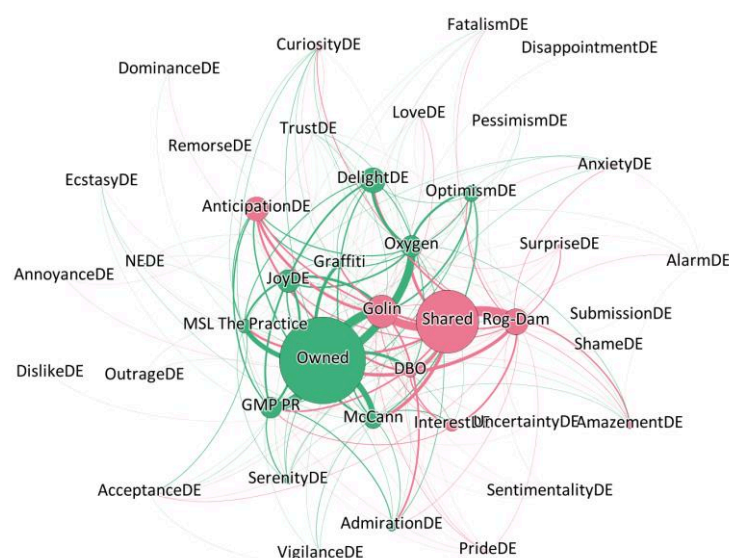 FatalismDE
CuriosityDE
DisappointmentDE
DominanceDE
LoveDE
PessimismDE
TrustDE
RemorseDE
AnxietyDE
DelightDE
EcstasyDE
OptimismDE
AnticipationDE
Oxygen
SurpriseDE
NEDE
Graffiti
AlarmDE
AnnoyanceDE
JoyDE
Golin
SubmissionDE
MSL The Practice
Shared
Rog-Dam
ShameDE
Owned
DislikeDE
OutrageDE
DBO
GMP PR
McCann
InterestDE
UncertaintyDE
AmazementDE
SerenityDE
AcceptanceDE
SentimentalityDE
AdmirationDE
VigilanceDE
PrideDE